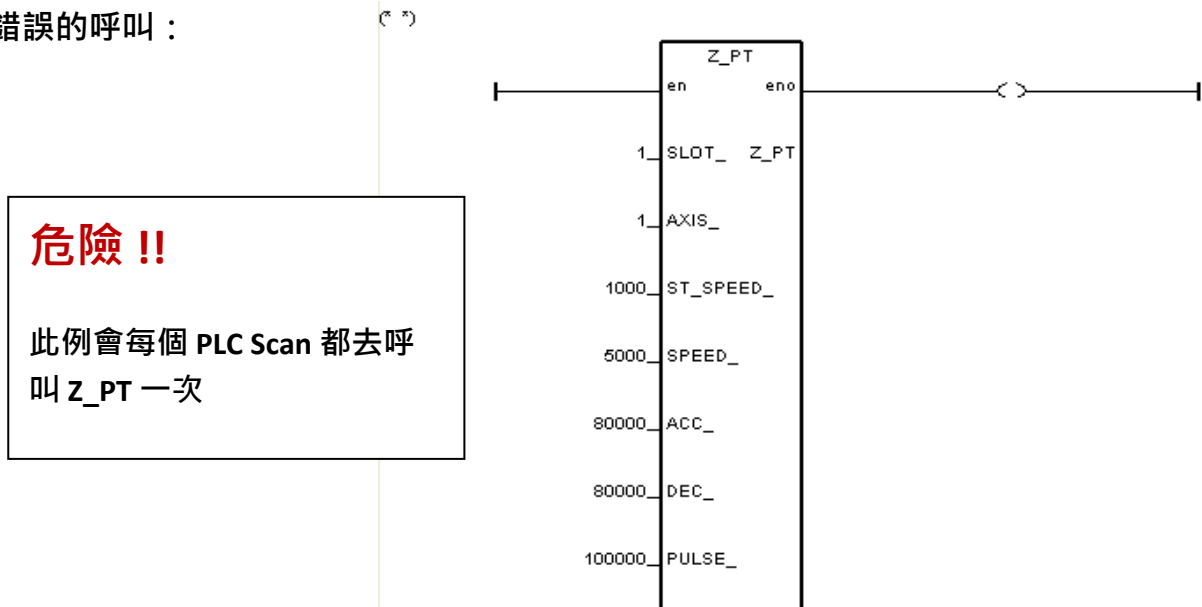 錯誤的呼叫：
(* *)
危險 !!
此例會每個 PLC Scan 都去呼
叫 Z_PT 一次
Z_PT
en eno
1 SLOT_ Z_PT
1 AXIS_
1000 ST_SPEED_
5000 SPEED_
80000 ACC_
80000 DEC_
100000 PULSE_